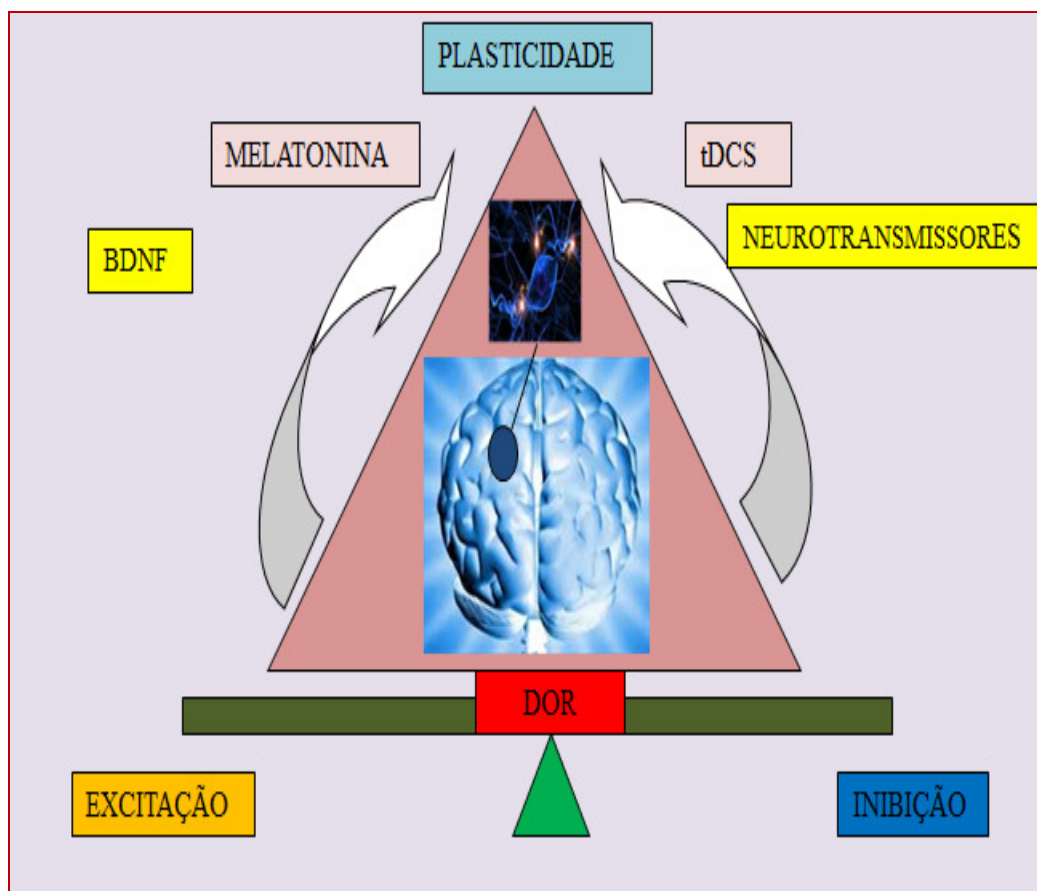 PLASTICIDADE
MELATONINA
tDCS
BDNF
NEUROTRANSMISSORES
DOR
EXCITAÇÃO
INIBIÇÃO